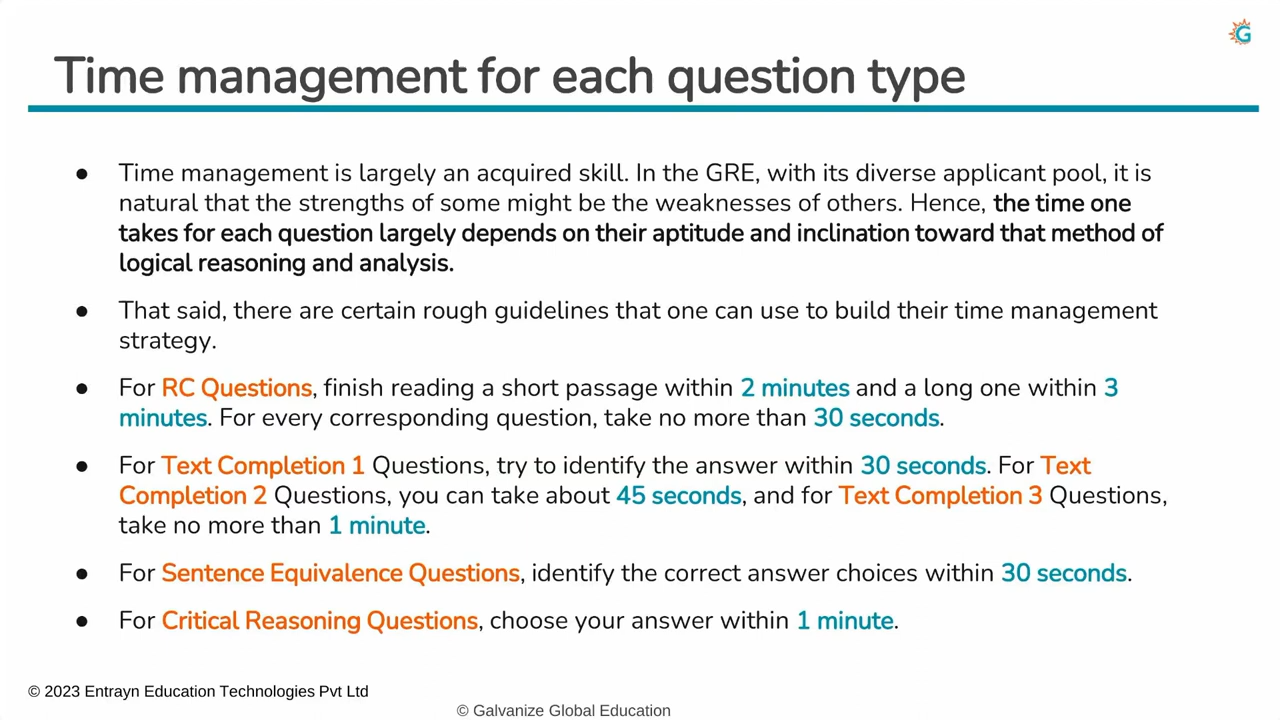 G
Time management for each question type
● Time management is largely an acquired skill. In the GRE, with its diverse applicant pool, it is
natural that the strengths of some might be the weaknesses of others. Hence, the time one
takes for each question largely depends on their aptitude and inclination toward that method of
logical reasoning and analysis.
● That said, there are certain rough guidelines that one can use to build their time management
strategy.
● For RC Questions, finish reading a short passage within 2 minutes and a long one within 3
minutes. For every corresponding question, take no more than 30 seconds.
● For Text Completion 1 Questions, try to identify the answer within 30 seconds. For Text
Completion 2 Questions, you can take about 45 seconds, and for Text Completion 3 Questions,
take no more than 1 minute.
● For Sentence Equivalence Questions, identify the correct answer choices within 30 seconds.
● For Critical Reasoning Questions, choose your answer within 1 minute.
© 2023 Entrayn Education Technologies Pvt Ltd
© Galvanize Global Education